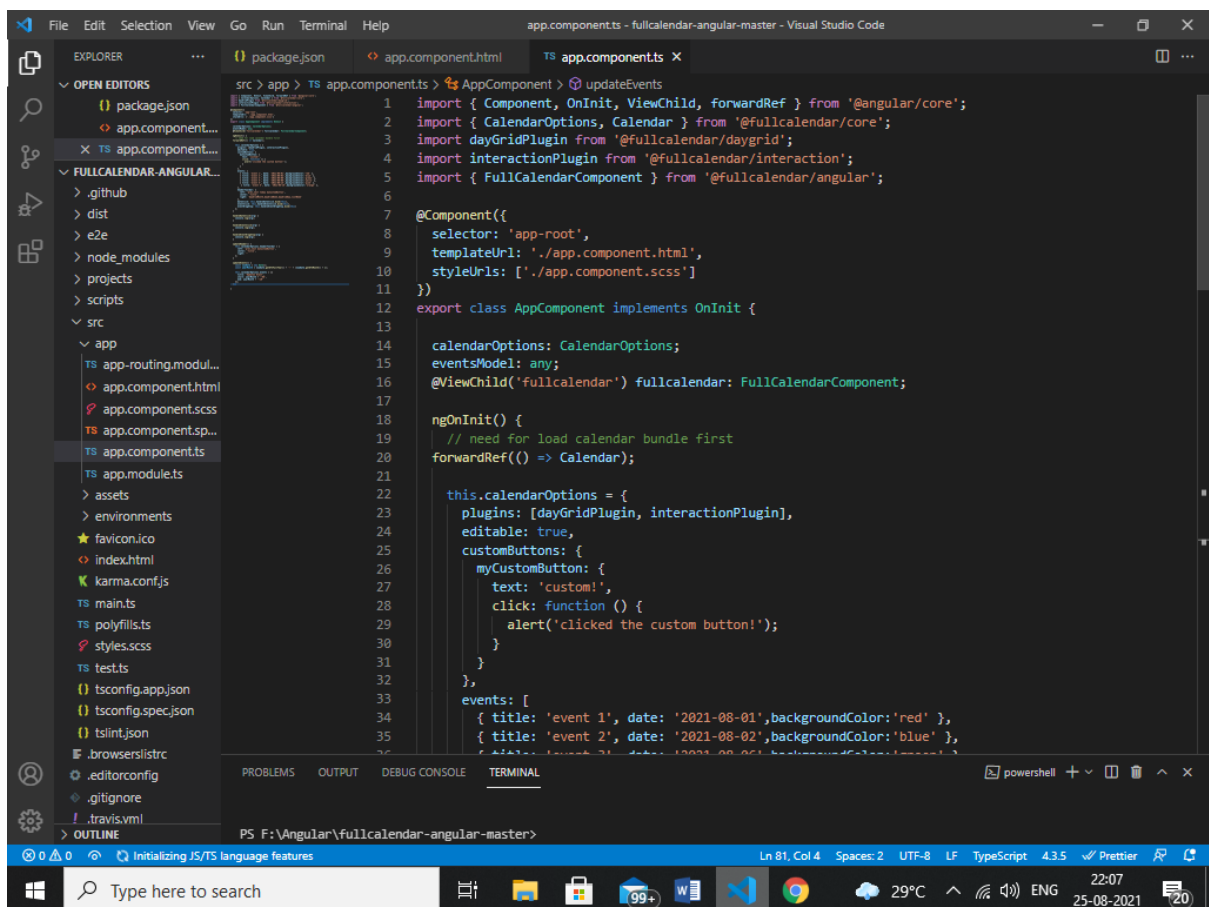 File Edit Selection View Go Run Terminal Help app.component.ts - fullcalendar-angular-master - Visual Studio Code
EXPLORER ...
{} package.json <> app.component.html TS app.component.ts ×
OPEN EDITORS
{} package.json
<> app.component....
× TS app.component....
FULLCALENDAR-ANGULAR...
> .github
> dist
> e2e
> node_modules
> projects
> scripts
src
app
TS app-routing.modul...
<> app.component.html
app.component.scss
TS app.component.sp...
TS app.component.ts
TS app.module.ts
> assets
> environments
favicon.ico
<> index.html
K karma.conf.js
TS main.ts
TS polyfills.ts
styles.scss
TS test.ts
{} tsconfig.app.json
{} tsconfig.spec.json
{} tslint.json
.browserslistrc
.editorconfig
.gitignore
! .travis.yml
> OUTLINE
src > app > TS app.component.ts > AppComponent > updateEvents
1 import { Component, OnInit, ViewChild, forwardRef } from '@angular/core';
2 import { CalendarOptions, Calendar } from '@fullcalendar/core';
3 import dayGridPlugin from '@fullcalendar/daygrid';
4 import interactionPlugin from '@fullcalendar/interaction';
5 import { FullCalendarComponent } from '@fullcalendar/angular';
6
7 @Component({
8 selector: 'app-root',
9 templateUrl: './app.component.html',
10 styleUrls: ['./app.component.scss']
11 })
12 export class AppComponent implements OnInit {
13
14 calendarOptions: CalendarOptions;
15 eventsModel: any;
16 @ViewChild('fullcalendar') fullcalendar: FullCalendarComponent;
17
18 ngOnInit() {
19 // need for load calendar bundle first
20 forwardRef(() => Calendar);
21
22 this.calendarOptions = {
23 plugins: [dayGridPlugin, interactionPlugin],
24 editable: true,
25 customButtons: {
26 myCustomButton: {
27 text: 'custom!',
28 click: function () {
29 alert('clicked the custom button!');
30 }
31 }
32 },
33 events: [
34 { title: 'event 1', date: '2021-08-01',backgroundColor:'red' },
35 { title: 'event 2', date: '2021-08-02',backgroundColor:'blue' },
PROBLEMS OUTPUT DEBUG CONSOLE TERMINAL powershell
PS F:\Angular\fullcalendar-angular-master>
0 0 Initializing JS/TS language features Ln 81, Col 4 Spaces: 2 UTF-8 LF TypeScript 4.3.5 Prettier
Type here to search 99+ 29°C ENG 22:07
25-08-2021 20